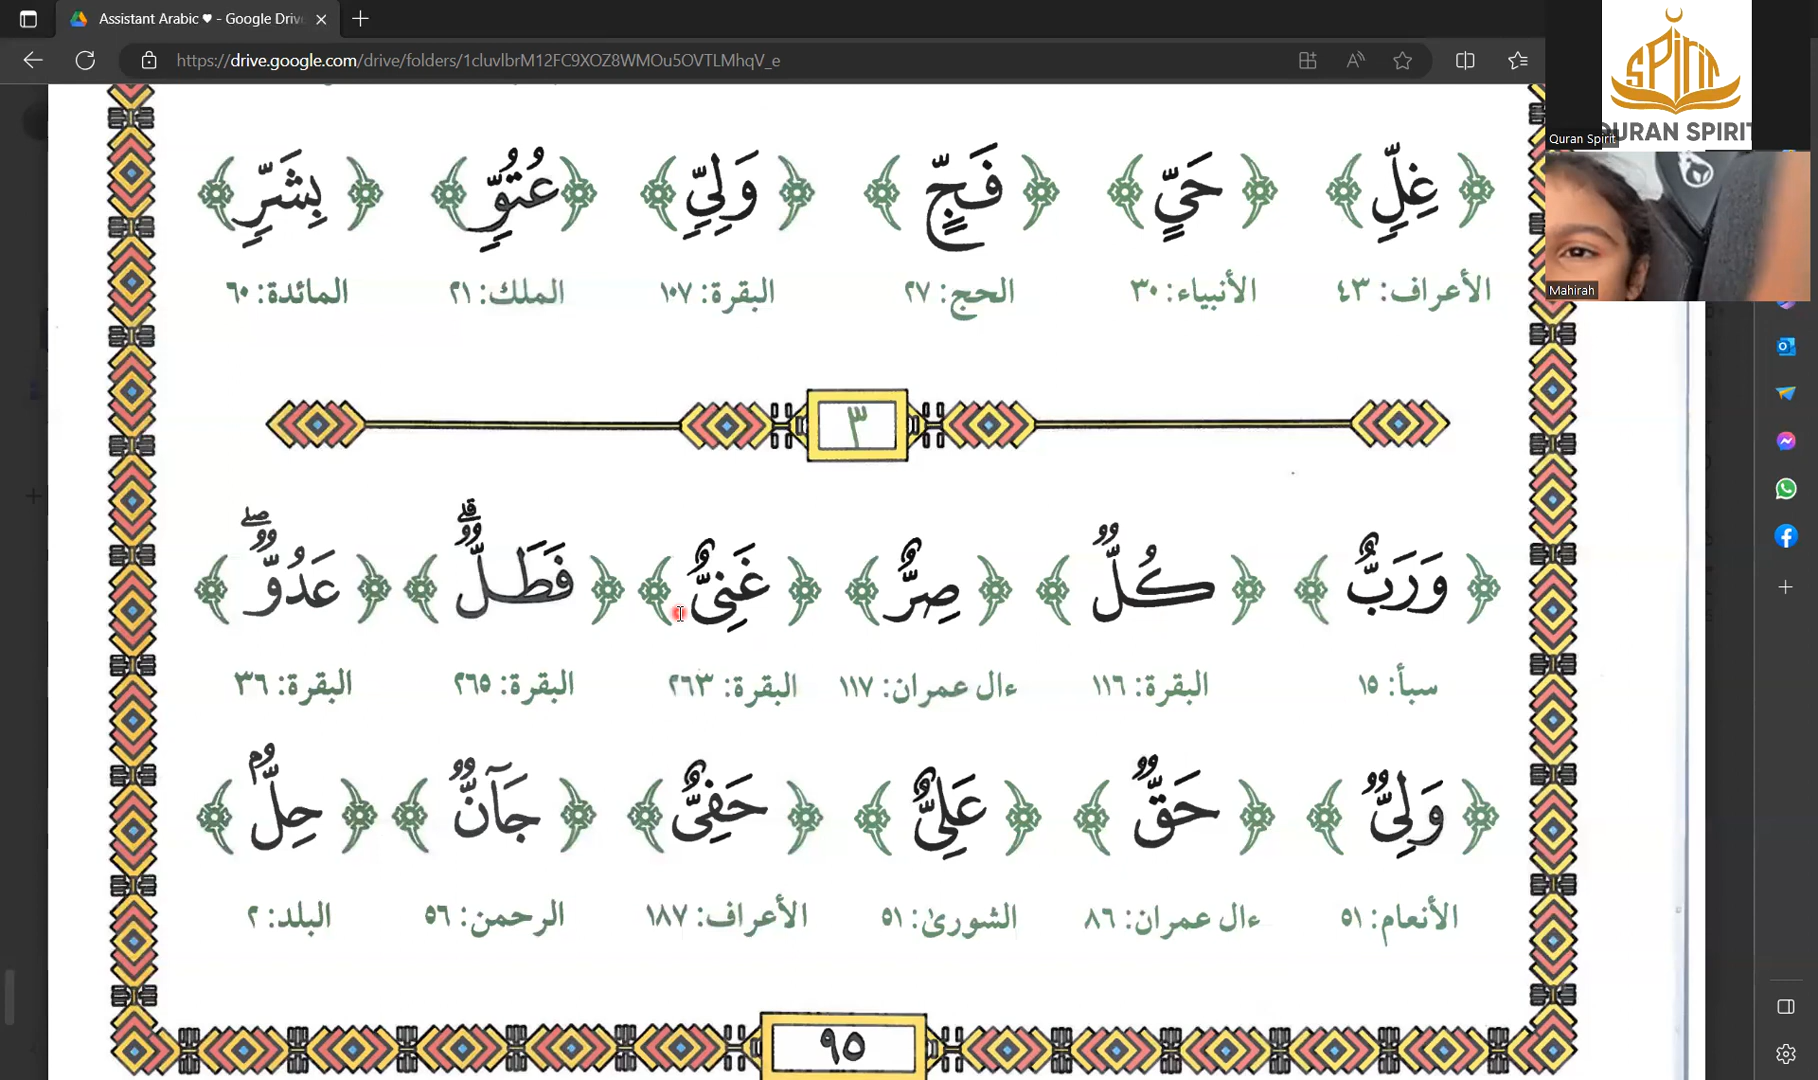 Assistant Arabic ♥ - Google Driv
https://drive.google.com/drive/folders/1cluvlbrM12FC9XOZ8WMOu5OVTLMhqV_e
SPIRIT
QURAN SPIRIT
Quran Spirit
Mahirah
غِلٍّ حَيٍّ فَجٍّ وَلِيٍّ عُتُوٍّ بِشَرٍّ
الأعراف: ٤٣ الأنبياء: ٣٠ الحج: ٢٧ البقرة: ١٠٧ الملك: ٢١ المائدة: ٦٠
٣
وَرَبٌّ كُلٌّ صِرٌّ غَنِىٌّ فَطَلٌّ ۗ عَدُوٌّ ۖ
سبأ: ١٥ البقرة: ١١٦ ءال عمران: ١١٧ البقرة: ٢٦٣ البقرة: ٢٦٥ البقرة: ٣٦
وَلِىٌّ حَقٌّ عَلِىٌّ حَفِىٌّ جَآنٌّ حِلٌّۢ
الأنعام: ٥١ ءال عمران: ٨٦ الشورىٰ: ٥١ الأعراف: ١٨٧ الرحمن: ٥٦ البلد: ٢
٩٥